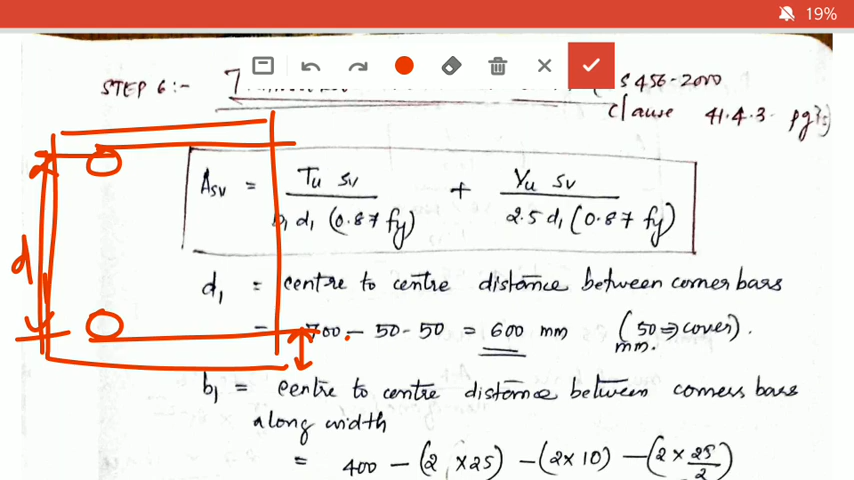 19%
STEP 6:-
S 456-2000
Clause 41.4.3. pg
Asv = Tu Sv / b1 d1 (0.87 fy) + Vu Sv / 2.5 d1 (0.87 fy)
d
d1 = centre to centre distance between corner bars
= 700 - 50 - 50 = 600 mm (50 ⇒ cover).
mm.
b1 = centre to centre distance between corners bars
along width
= 400 - (2 x 25) - (2 x 10) - (2 x 25/2)